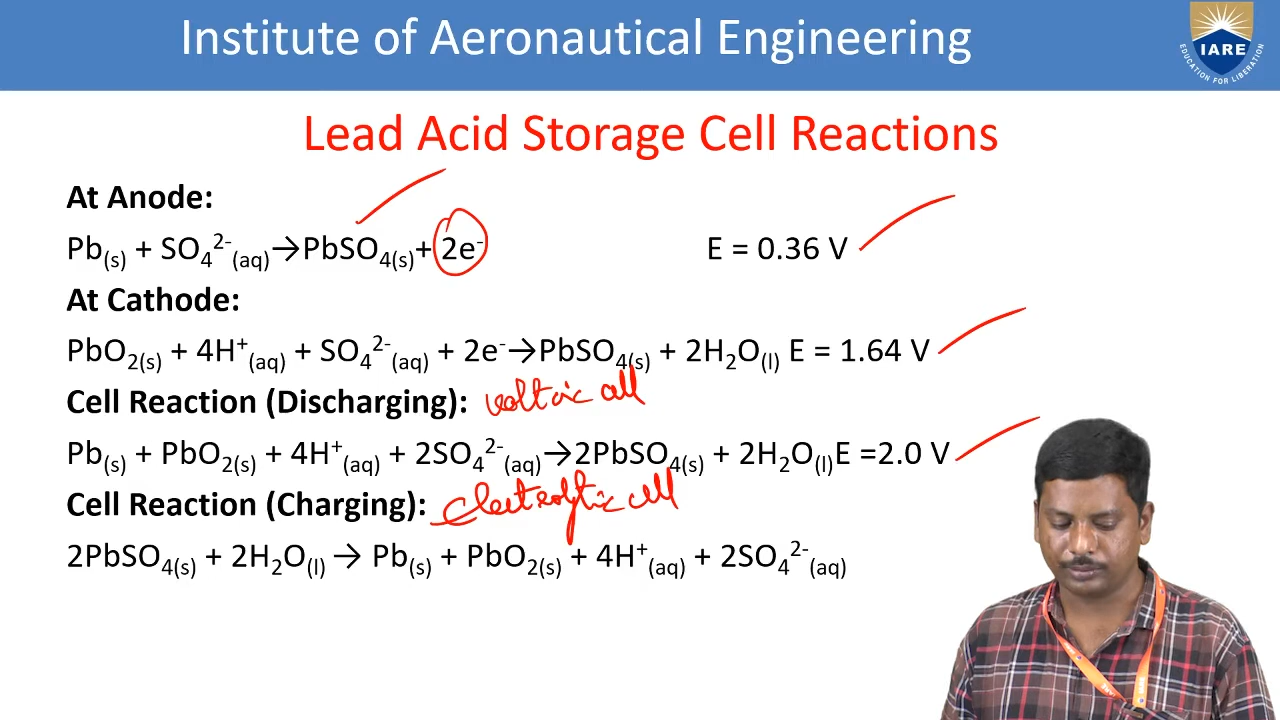 Institute of Aeronautical Engineering
IARE
EDUCATION FOR LIBERATION
Lead Acid Storage Cell Reactions
At Anode:
Pb(s) + SO₄²⁻(aq)→PbSO₄(s)+ 2e⁻ E = 0.36 V
At Cathode:
PbO₂(s) + 4H⁺(aq) + SO₄²⁻(aq) + 2e⁻→PbSO₄(s) + 2H₂O(l) E = 1.64 V
Cell Reaction (Discharging): voltaic cell
Pb(s) + PbO₂(s) + 4H⁺(aq) + 2SO₄²⁻(aq)→2PbSO₄(s) + 2H₂O(l)E =2.0 V
Cell Reaction (Charging): electrolytic cell
2PbSO₄(s) + 2H₂O(l) → Pb(s) + PbO₂(s) + 4H⁺(aq) + 2SO₄²⁻(aq)
IARE